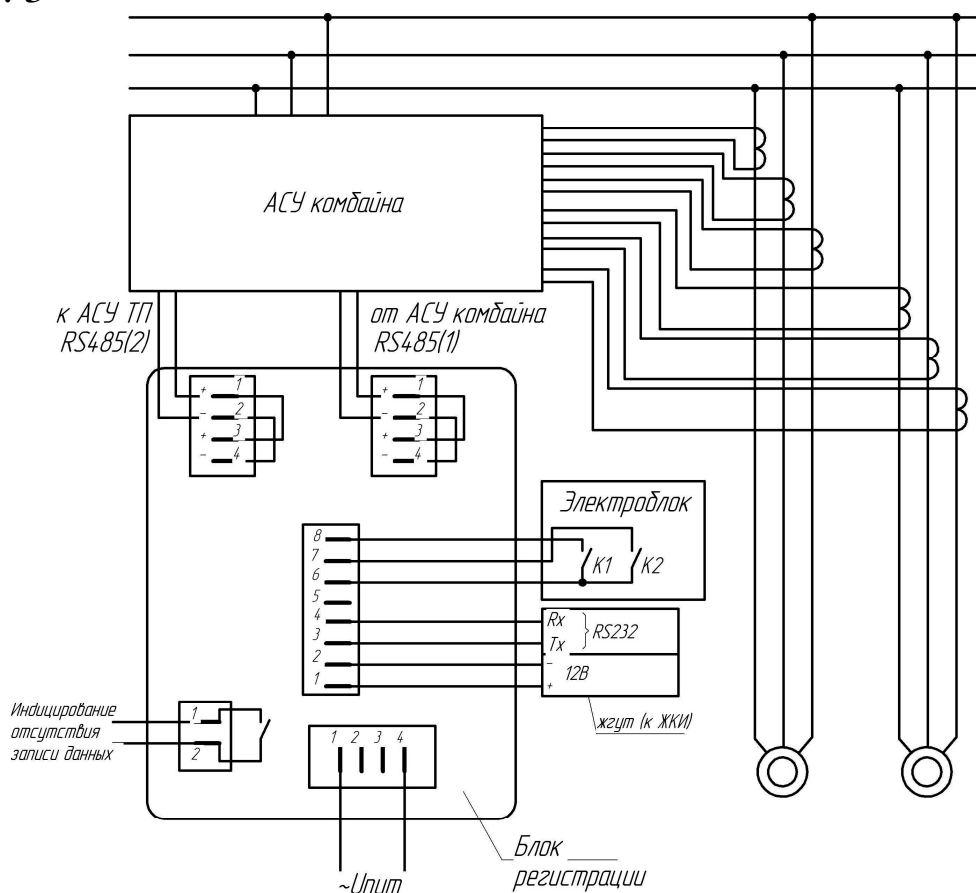 АСУ комбайна
к АСУ ТП
RS485(2)
от АСУ комбайна
RS485(1)
+ 1
- 2
+ 3
- 4
+ 1
- 2
+ 3
- 4
Электроблок
К1 К2
8
7
6
5
4
3
2
1
Rx
Tx
RS232
-
12В
+
жгут (к ЖКИ)
Индицирование
отсутствия
записи данных
1
2
1 2 3 4
~Uпит
Блок
регистрации